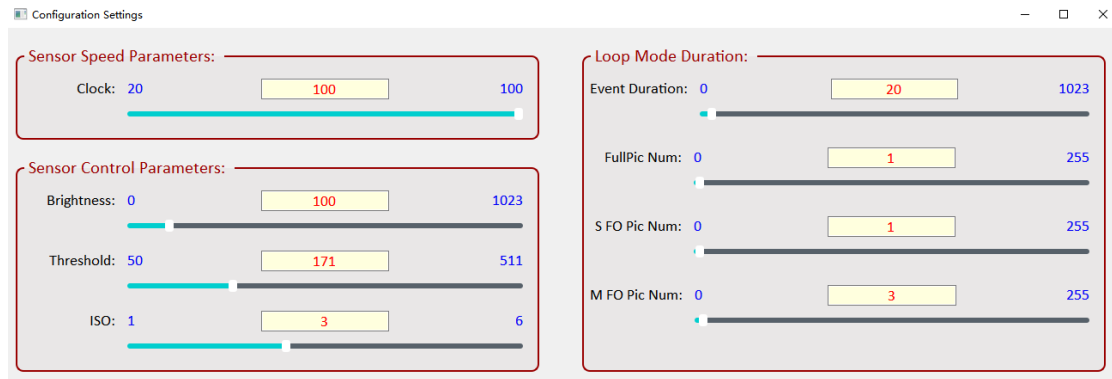 Configuration Settings
Sensor Speed Parameters:
Clock: 20 100 100
Sensor Control Parameters:
Brightness: 0 100 1023
Threshold: 50 171 511
ISO: 1 3 6
Loop Mode Duration:
Event Duration: 0 20 1023
FullPic Num: 0 1 255
S FO Pic Num: 0 1 255
M FO Pic Num: 0 3 255